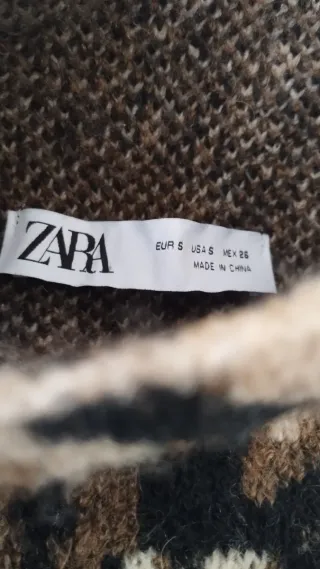 ZARA
EUR S USA S MEX 26
MADE IN CHINA